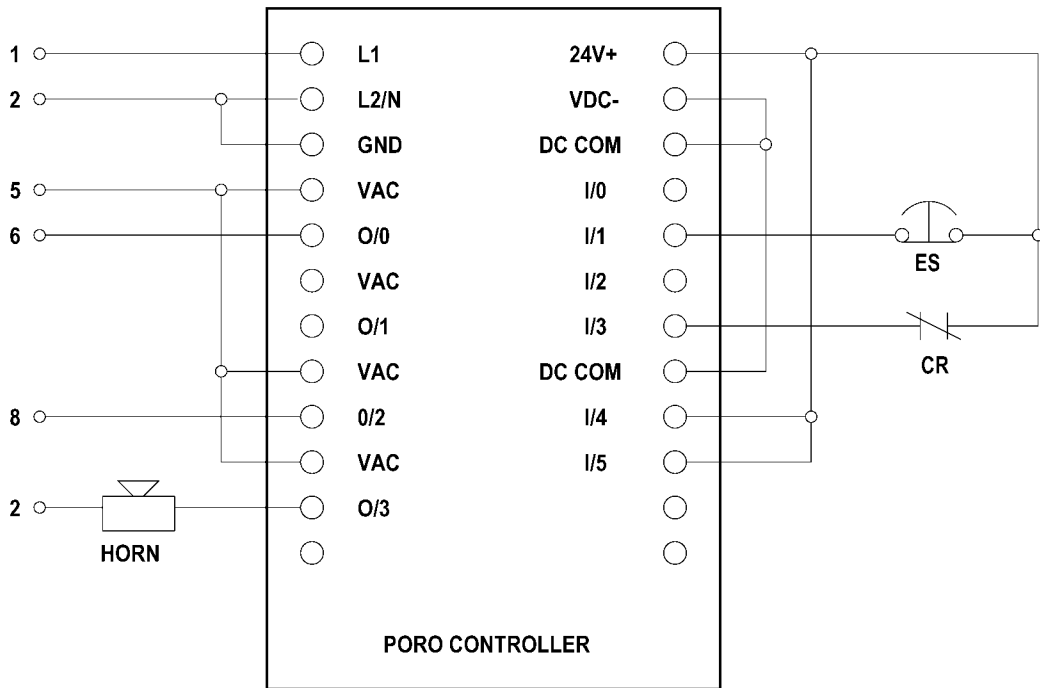 1 L1 24V+
2 L2/N VDC-
GND DC COM
5 VAC I/0
6 O/0 I/1
ES
VAC I/2
O/1 I/3
CR
VAC DC COM
8 0/2 I/4
VAC I/5
2 O/3
HORN
PORO CONTROLLER